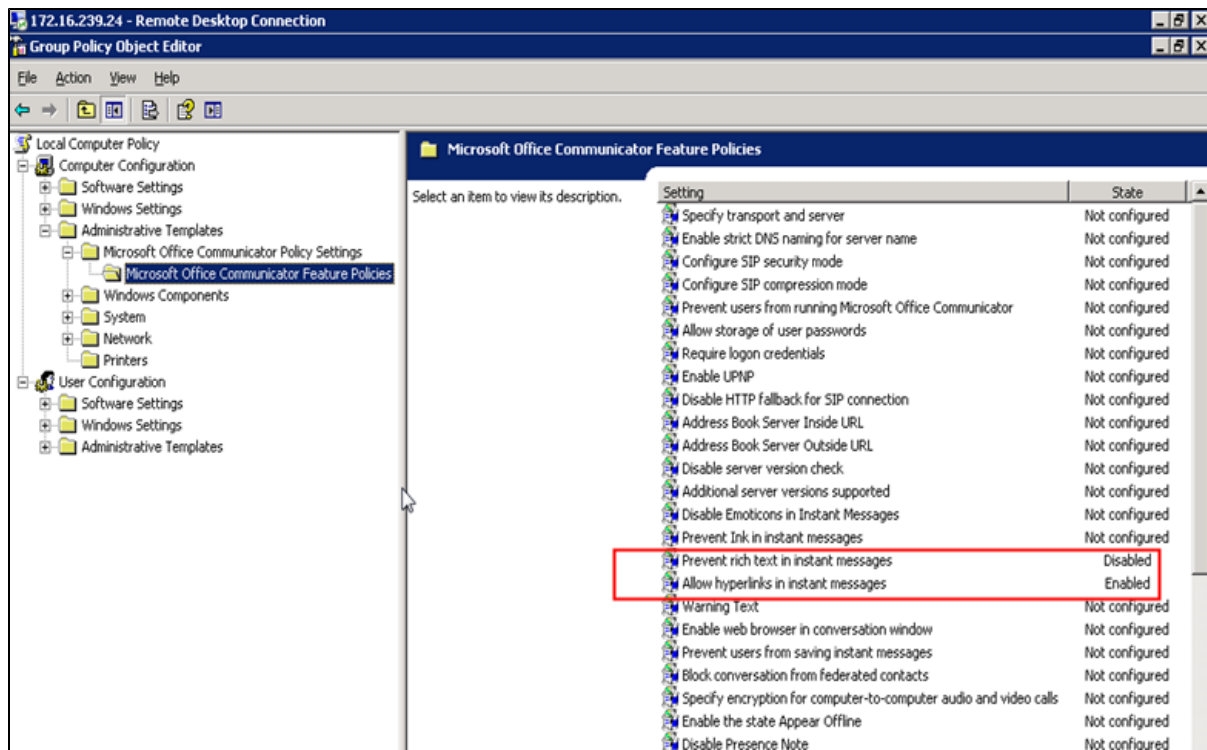 172.16.239.24 - Remote Desktop Connection
Group Policy Object Editor
File Action View Help
Local Computer Policy
Computer Configuration
Software Settings
Windows Settings
Administrative Templates
Microsoft Office Communicator Policy Settings
Microsoft Office Communicator Feature Policies
Windows Components
System
Network
Printers
User Configuration
Software Settings
Windows Settings
Administrative Templates
Microsoft Office Communicator Feature Policies
Select an item to view its description.
Setting State
Specify transport and server Not configured
Enable strict DNS naming for server name Not configured
Configure SIP security mode Not configured
Configure SIP compression mode Not configured
Prevent users from running Microsoft Office Communicator Not configured
Allow storage of user passwords Not configured
Require logon credentials Not configured
Enable UPNP Not configured
Disable HTTP fallback for SIP connection Not configured
Address Book Server Inside URL Not configured
Address Book Server Outside URL Not configured
Disable server version check Not configured
Additional server versions supported Not configured
Disable Emoticons in Instant Messages Not configured
Prevent Ink in instant messages Not configured
Prevent rich text in instant messages Disabled
Allow hyperlinks in instant messages Enabled
Warning Text Not configured
Enable web browser in conversation window Not configured
Prevent users from saving instant messages Not configured
Block conversation from federated contacts Not configured
Specify encryption for computer-to-computer audio and video calls Not configured
Enable the state Appear Offline Not configured
Disable Presence Note Not configured